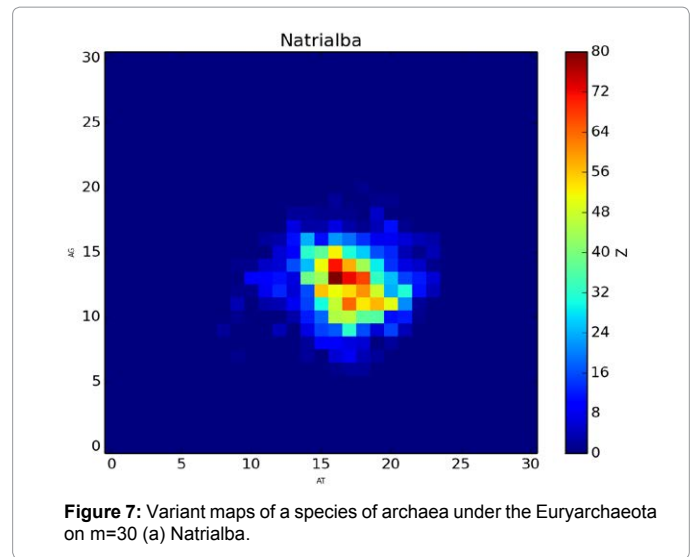 Natrialba
30
25
20
15
10
5
0
AG
0 5 10 15 20 25 30
AT
80
72
64
56
48
40
32
24
16
8
0
Z
Figure 7: Variant maps of a species of archaea under the Euryarchaeota
on m=30 (a) Natrialba.